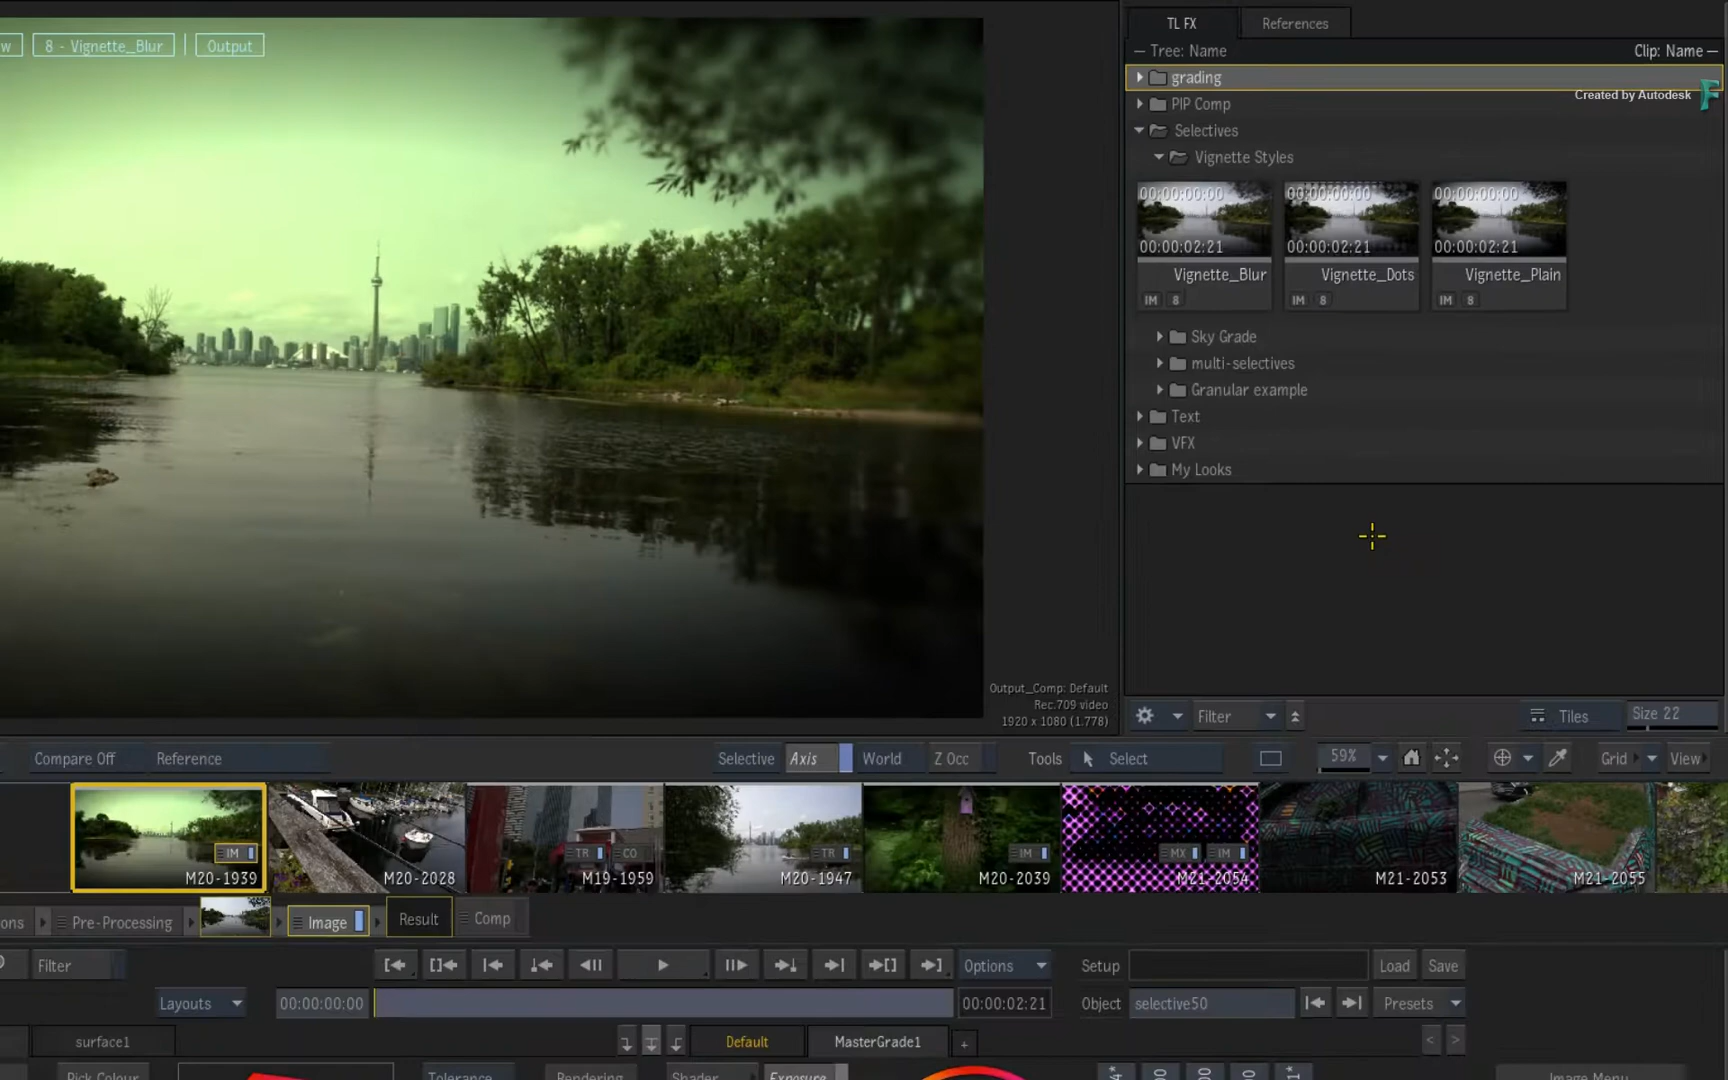 w
8 - Vignette_Blur
Output
TL FX
References
Tree: Name
Clip: Name
grading
Created by Autodesk
PIP Comp
Selectives
Vignette Styles
00:00:00:00
00:00:00:00
00:00:00:00
00:00:02:21
00:00:02:21
00:00:02:21
Vignette_Blur
Vignette_Dots
Vignette_Plain
IM 8
IM 8
IM 8
Sky Grade
multi-selectives
Granular example
Text
VFX
My Looks
Output_Comp: Default
Rec.709 video
1920 x 1080 (1.778)
Filter
Tiles
Size 22
Compare Off
Reference
Selective
Axis
World
Z Occ
Tools
Select
59%
Grid
View
IM
TR
CO
TR
IM
MX
IM
M20-1939
M20-2028
M19-1959
M20-1947
M20-2039
M21-2054
M21-2053
M21-2055
ons
Pre-Processing
Image
Result
Comp
Filter
Options
Setup
Load
Save
Layouts
00:00:00:00
00:00:02:21
Object
selective50
Presets
surface1
Default
MasterGrade1
+
< >
Pick Colour
Tolerance
Rendering
Shader
Exposure
Image Menu